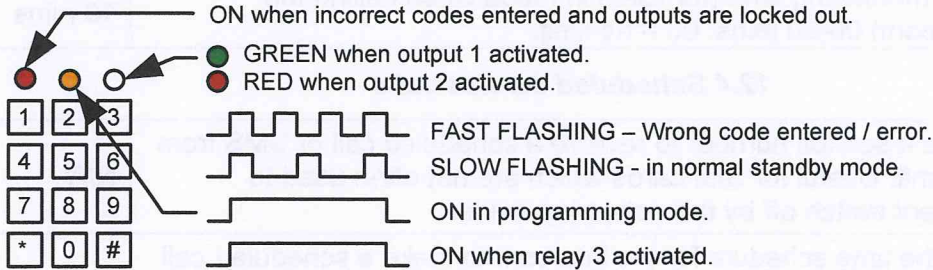 ON when incorrect codes entered and outputs are locked out.
GREEN when output 1 activated.
RED when output 2 activated.
1 2 3
FAST FLASHING – Wrong code entered / error.
4 5 6
SLOW FLASHING - in normal standby mode.
7 8 9
ON in programming mode.
* 0 #
ON when relay 3 activated.